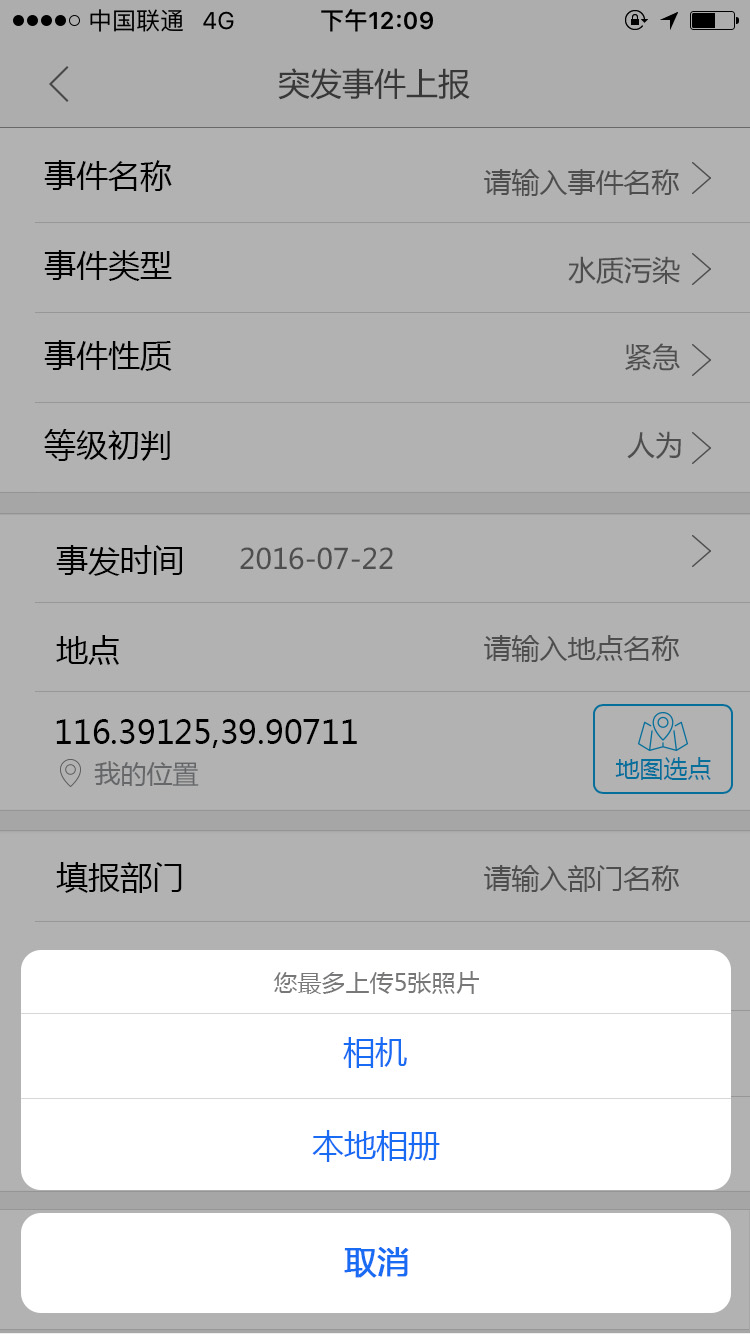 中国联通 4G 下午12:09
突发事件上报
事件名称 请输入事件名称
事件类型 水质污染
事件性质 紧急
等级初判 人为
事发时间 2016-07-22
地点 请输入地点名称
116.39125,39.90711
我的位置
地图选点
填报部门 请输入部门名称
您最多上传5张照片
相机
本地相册
取消